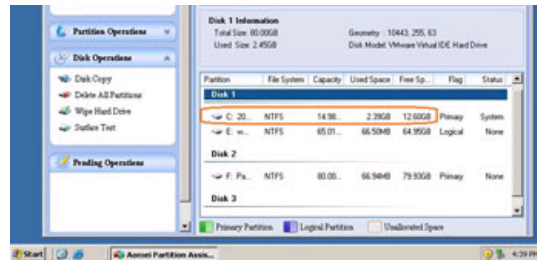 Partition Operations
Disk Operations
Disk Copy
Delete All Partitions
Wipe Hard Drive
Surface Test
Pending Operations
Disk 1 Information
Total Size: 80.00GB Geometry : 10443, 255, 63
Used Size: 2.45GB Disk Model: VMware Virtual IDE Hard Drive
Partition File System Capacity Used Space Free Sp... Flag Status
Disk 1
C: 20... NTFS 14.98... 2.39GB 12.60GB Primary System
E: w... NTFS 65.01... 66.50MB 64.95GB Logical None
Disk 2
F: Pa... NTFS 80.00... 66.94MB 79.93GB Primary None
Disk 3
Primary Partition Logical Partition Unallocated Space
Start Aomei Partition Assis... 4:39 PM